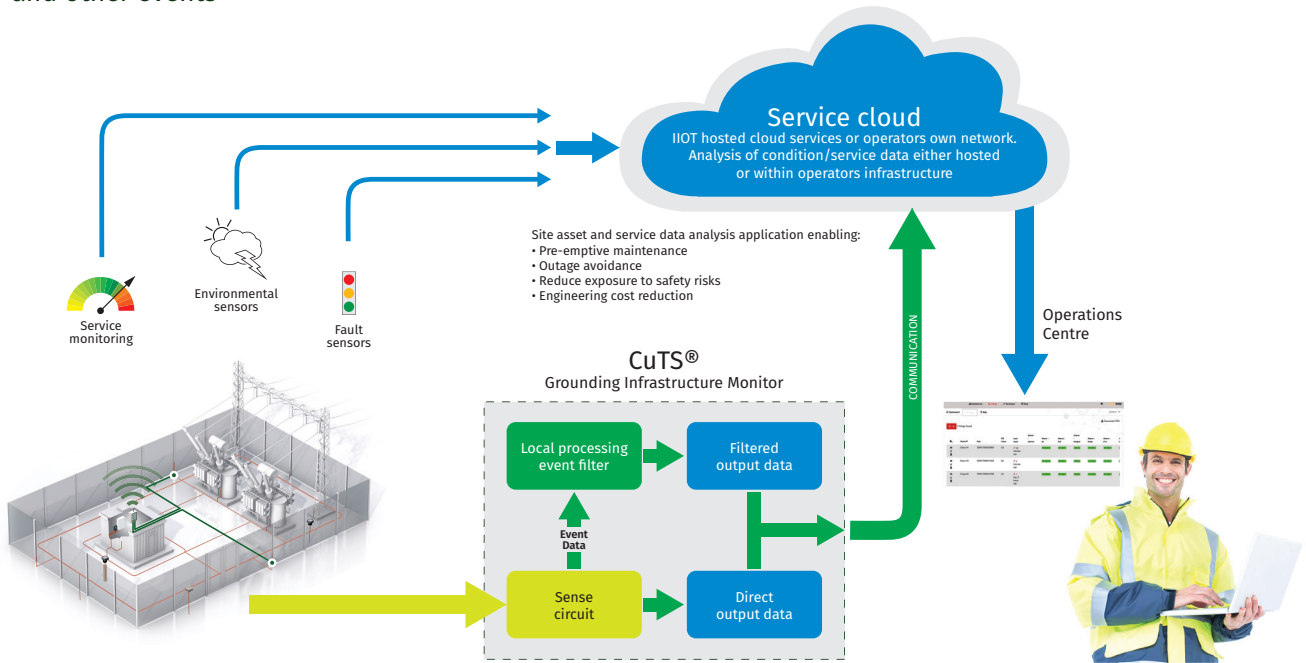 and other events
Service cloud
IIOT hosted cloud services or operators own network.
Analysis of condition/service data either hosted
or within operators infrastructure
Site asset and service data analysis application enabling:
• Pre-emptive maintenance
• Outage avoidance
• Reduce exposure to safety risks
• Engineering cost reduction
Environmental
sensors
Service
monitoring
Fault
sensors
COMMUNICATION
Operations
Centre
CuTS®
Grounding Infrastructure Monitor
Local processing
event filter
Filtered
output data
Event
Data
Sense
circuit
Direct
output data